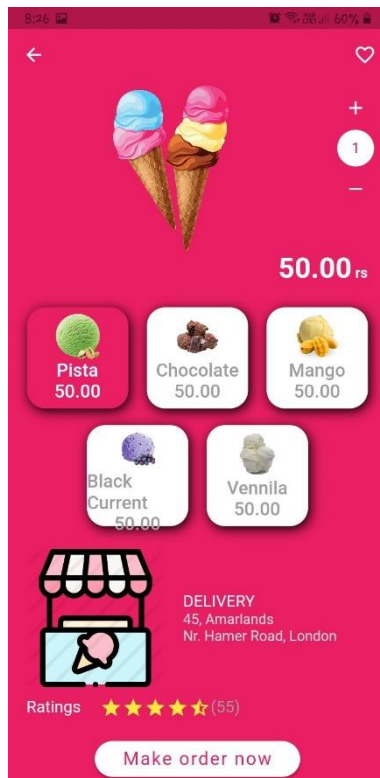 8:26
60%
1
50.00 rs
Pista
50.00
Chocolate
50.00
Mango
50.00
Black
Current
50.00
Vennila
50.00
DELIVERY
45, Amarlands
Nr. Hamer Road, London
Ratings
(55)
Make order now